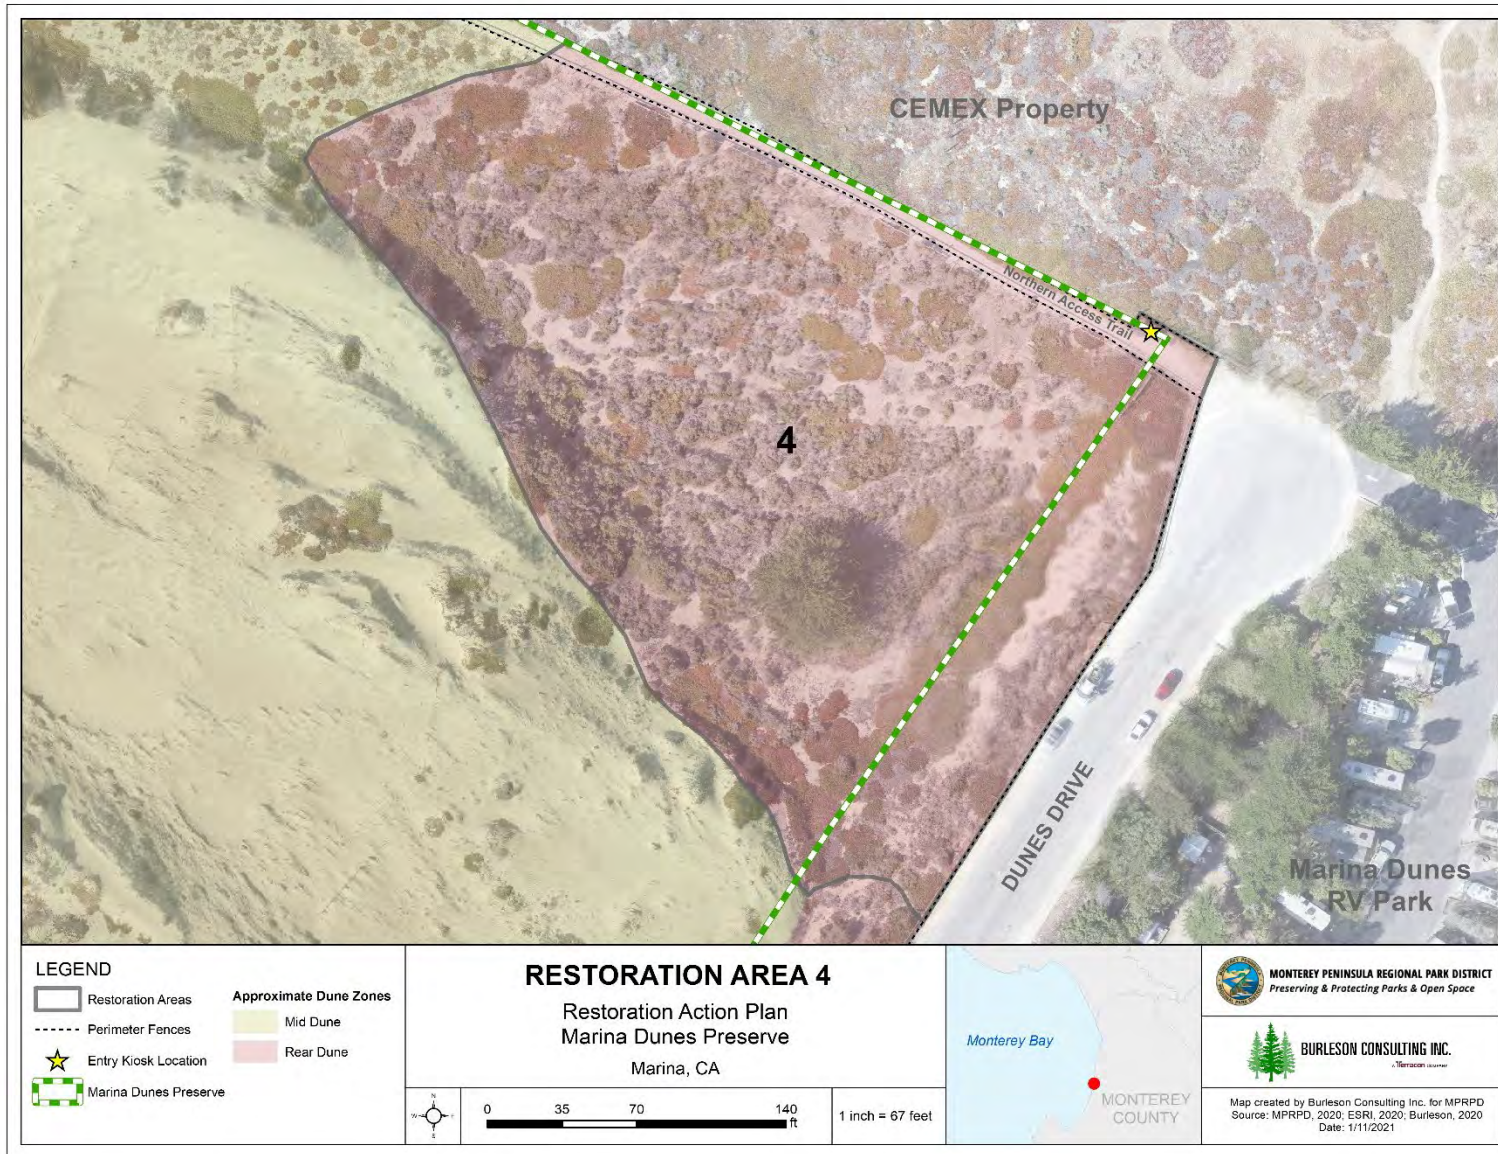 CEMEX Property
Northern Access Trail
4
DUNES DRIVE
Marina Dunes
RV Park
LEGEND
Restoration Areas
Perimeter Fences
Entry Kiosk Location
Marina Dunes Preserve
Approximate Dune Zones
Mid Dune
Rear Dune
RESTORATION AREA 4
Restoration Action Plan
Marina Dunes Preserve
Marina, CA
N
W
E
S
0 35 70 140
ft
1 inch = 67 feet
Monterey Bay
MONTEREY
COUNTY
MONTEREY PENINSULA REGIONAL PARK DISTRICT
Preserving & Protecting Parks & Open Space
BURLESON CONSULTING INC.
A Terracon COMPANY
Map created by Burleson Consulting Inc. for MPRPD
Source: MPRPD, 2020; ESRI, 2020; Burleson, 2020
Date: 1/11/2021